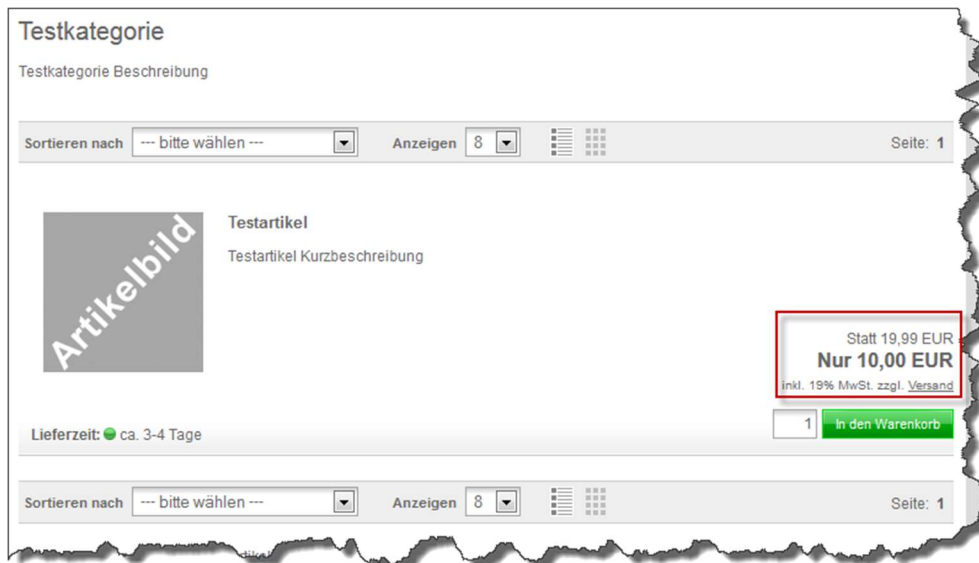 Testkategorie
Testkategorie Beschreibung
Sortieren nach --- bitte wählen --- Anzeigen 8 Seite: 1
Artikelbild
Testartikel
Testartikel Kurzbeschreibung
Statt 19,99 EUR
Nur 10,00 EUR
inkl. 19% MwSt. zzgl. Versand
Lieferzeit: ca. 3-4 Tage 1 In den Warenkorb
Sortieren nach --- bitte wählen --- Anzeigen 8 Seite: 1